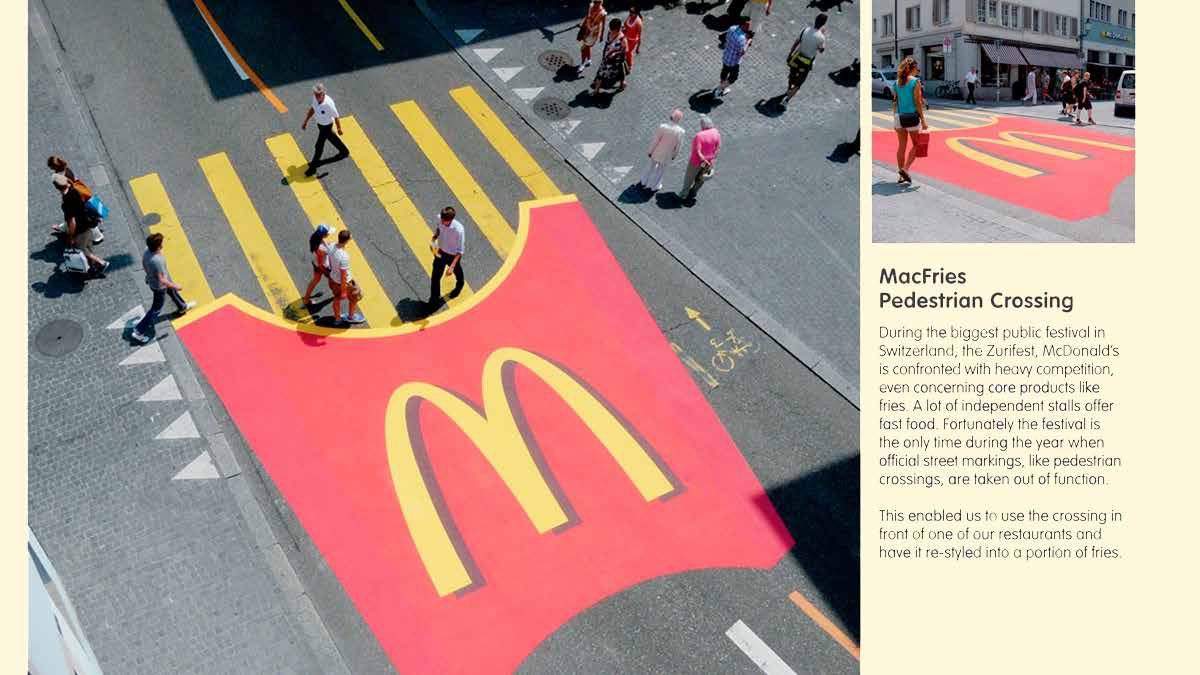 MacFries
Pedestrian Crossing
During the biggest public festival in
Switzerland, the Zurifest, McDonald's
is confronted with heavy competition,
even concerning core products like
fries. A lot of independent stalls offer
fast food. Fortunately the festival is
the only time during the year when
official street markings, like pedestrian
crossings, are taken out of function.
This enabled us to use the crossing in
front of one of our restaurants and
have it re-styled into a portion of fries.